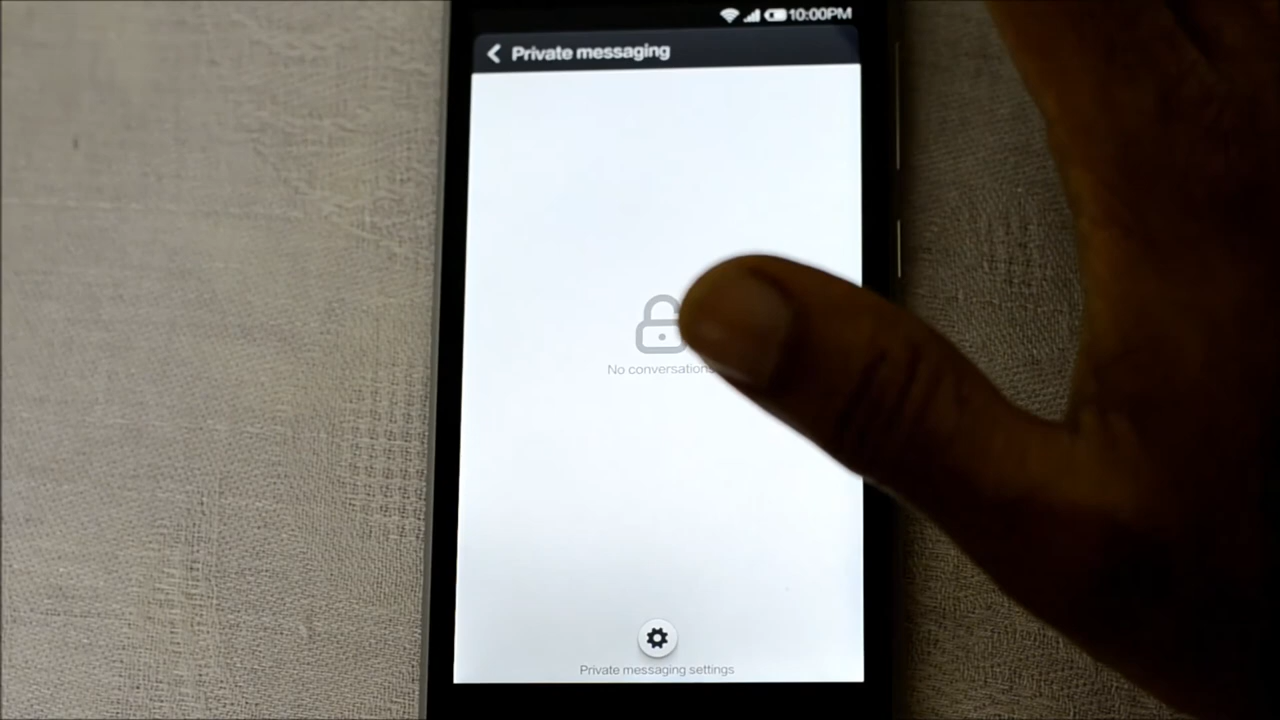 10:00PM
Private messaging
No conversations
Private messaging settings